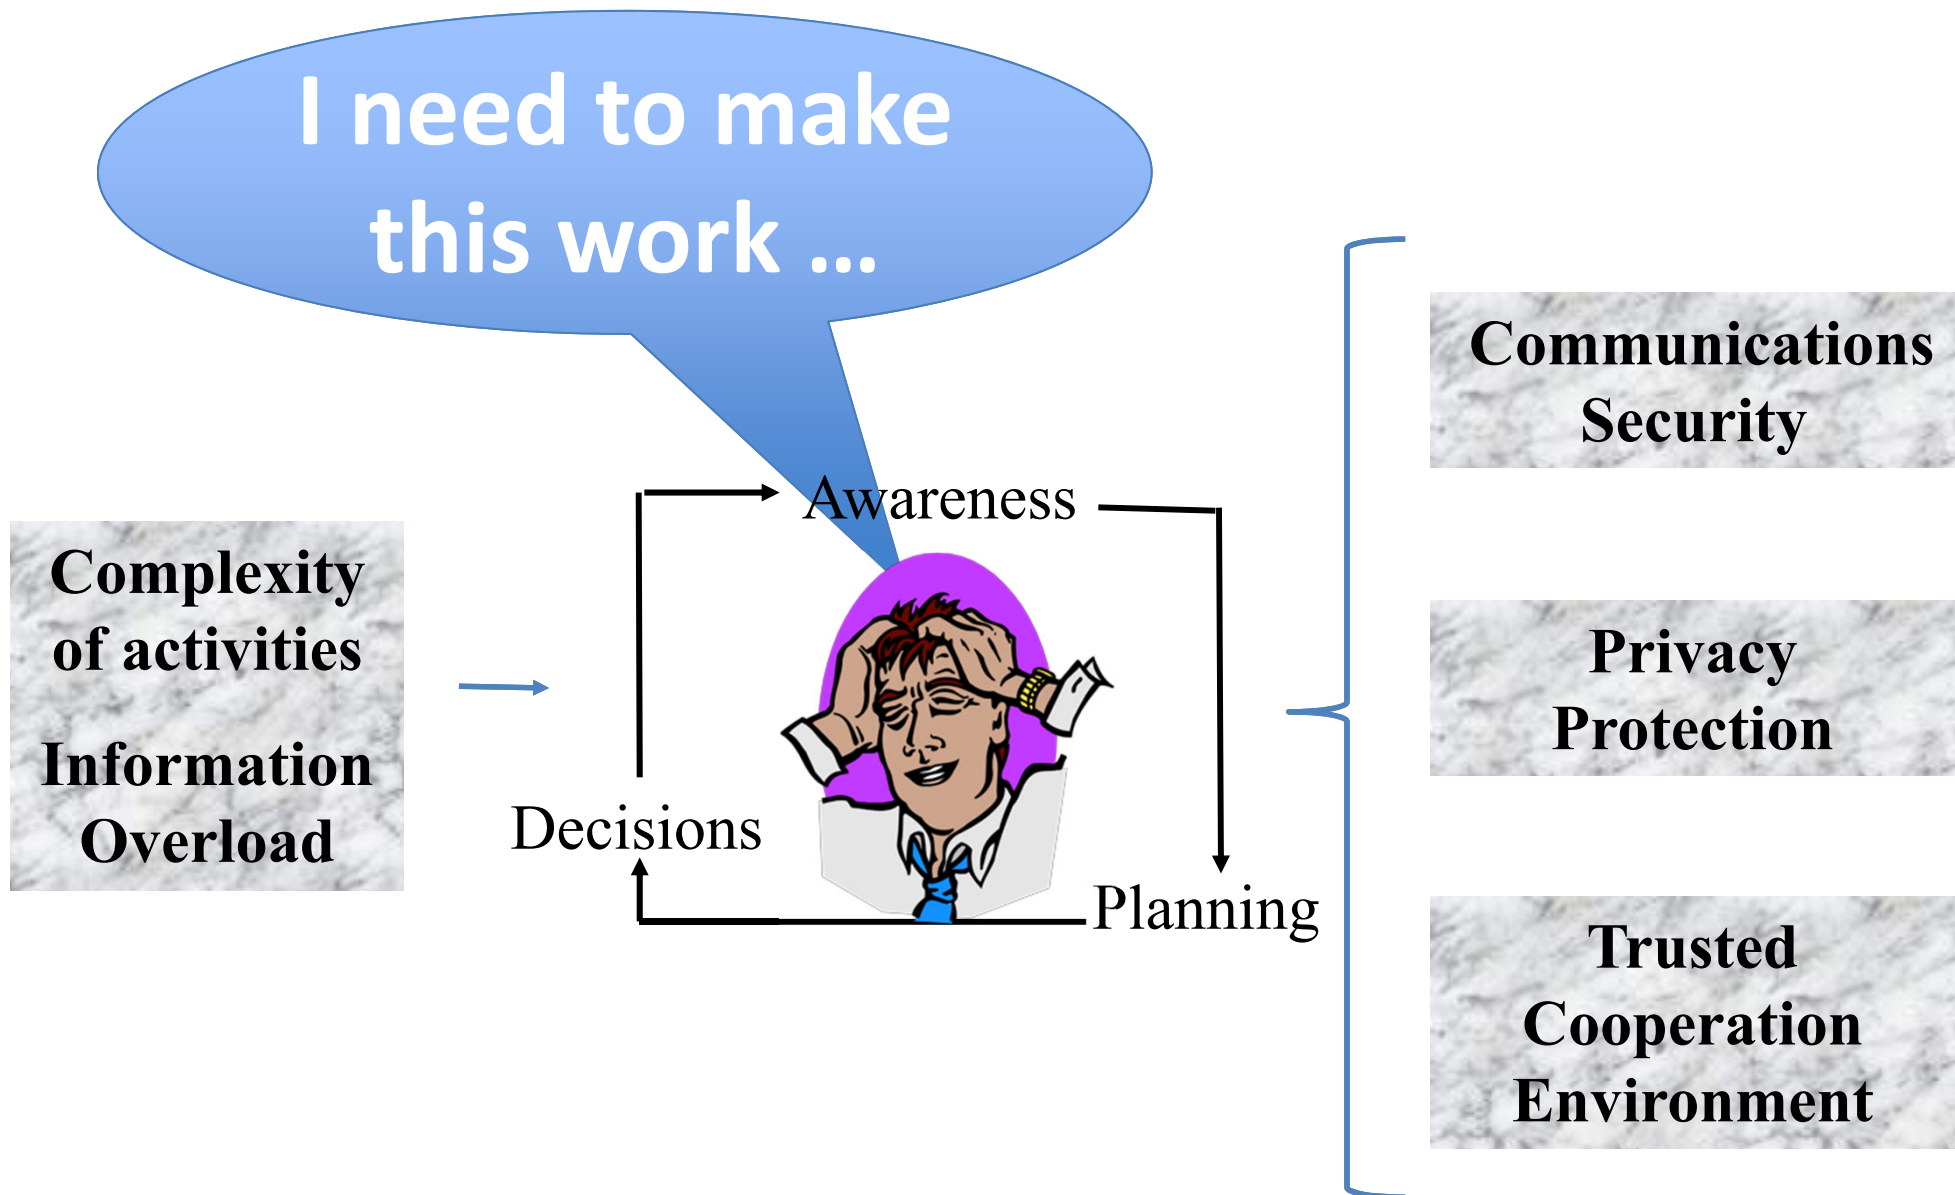 I need to make
this work ...
Complexity
of activities
Information
Overload
Awareness
Decisions
Planning
Communications
Security
Privacy
Protection
Trusted
Cooperation
Environment